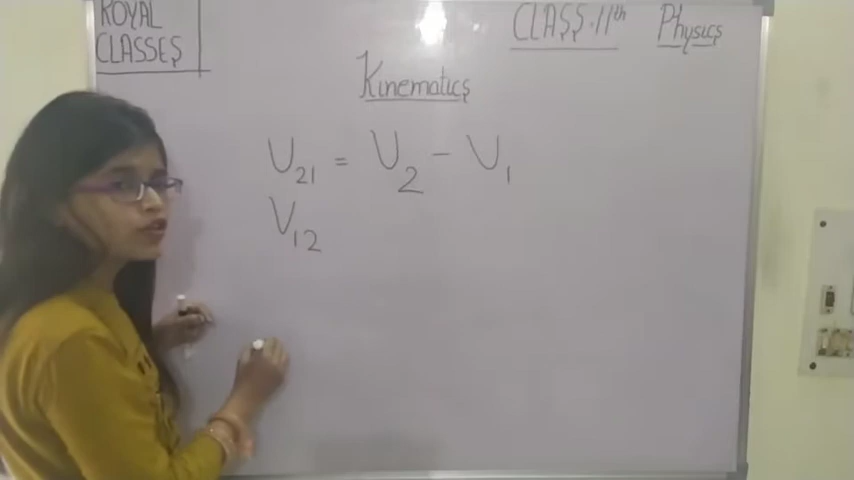 ROYAL
CLASSES
CLASS-11th Physics
Kinematics
V21 = V2 - V1
V12